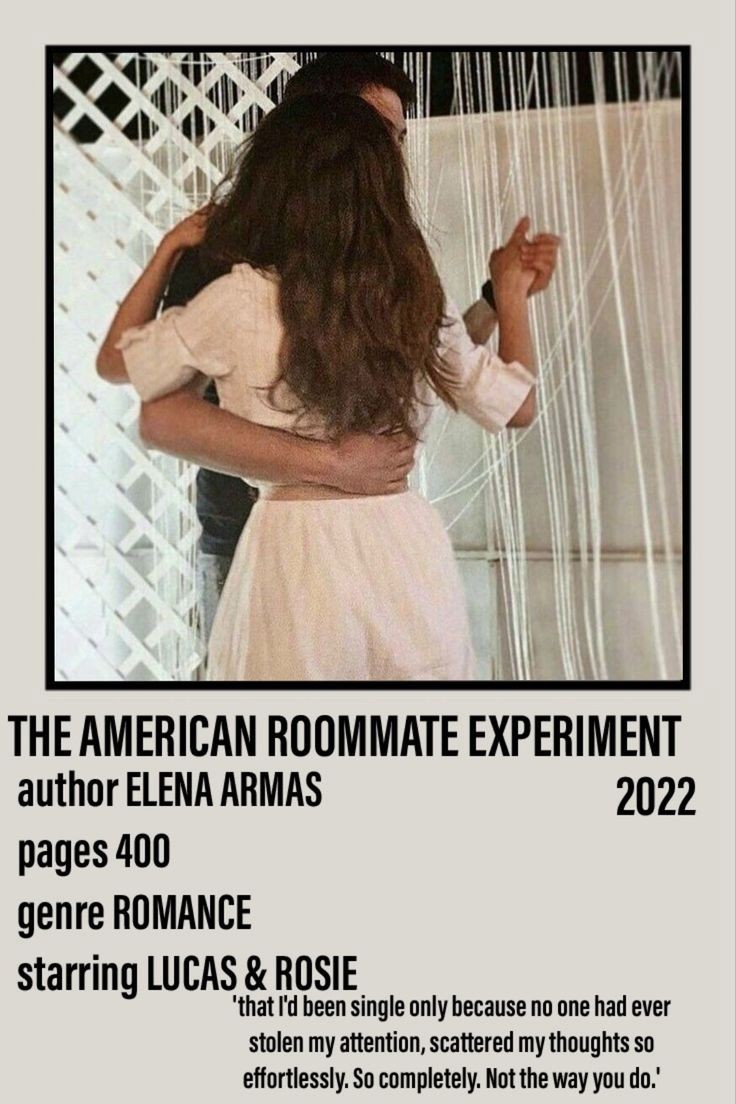 THE AMERICAN ROOMMATE EXPERIMENT
author ELENA ARMAS
2022
pages 400
genre ROMANCE
starring LUCAS & ROSIE
'that I'd been single only because no one had ever
stolen my attention, scattered my thoughts so
effortlessly. So completely. Not the way you do.'